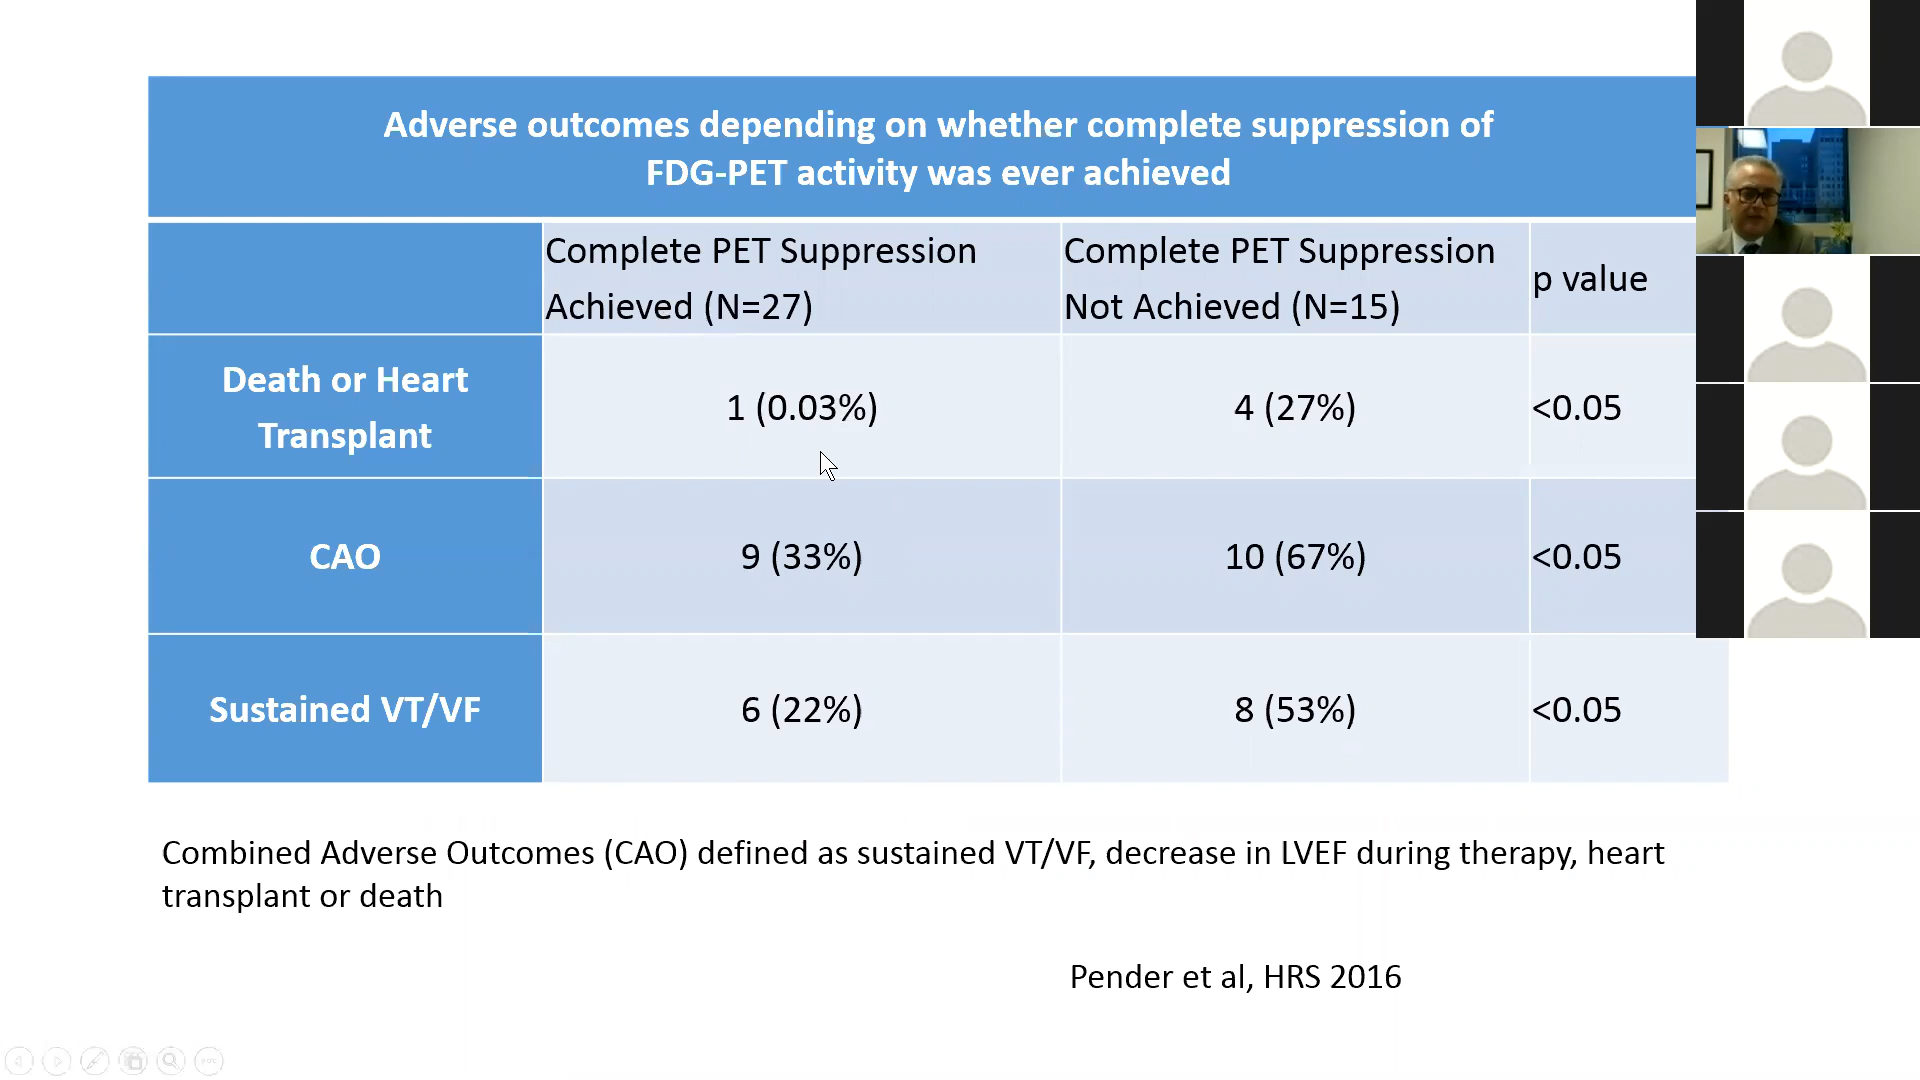 Adverse outcomes depending on whether complete suppression of
FDG-PET activity was ever achieved
Complete PET Suppression
Achieved (N=27)
Complete PET Suppression
Not Achieved (N=15)
p value
Death or Heart
Transplant
1 (0.03%)
4 (27%)
<0.05
CAO
9 (33%)
10 (67%)
<0.05
Sustained VT/VF
6 (22%)
8 (53%)
<0.05
Combined Adverse Outcomes (CAO) defined as sustained VT/VF, decrease in LVEF during therapy, heart
transplant or death
Pender et al, HRS 2016